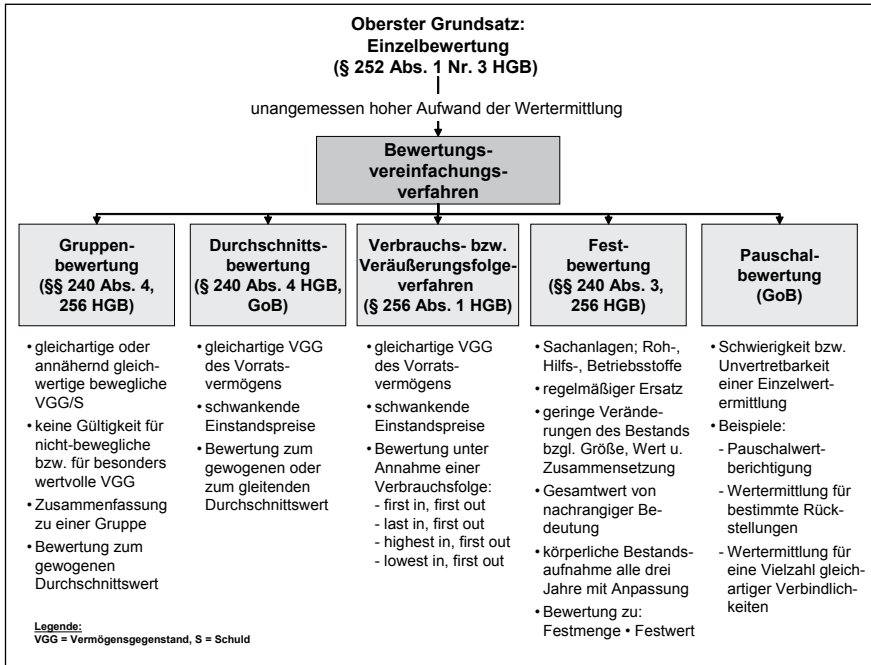 Oberster Grundsatz:
Einzelbewertung
(§ 252 Abs. 1 Nr. 3 HGB)
unangemessen hoher Aufwand der Wertermittlung
Bewertungs-
vereinfachungs-
verfahren
Gruppen-
bewertung
(§§ 240 Abs. 4,
256 HGB)
• gleichartige oder
annähernd gleich-
wertige bewegliche
VGG/S
• keine Gültigkeit für
nicht-bewegliche
bzw. für besonders
wertvolle VGG
• Zusammenfassung
zu einer Gruppe
• Bewertung zum
gewogenen
Durchschnittswert
Durchschnitts-
bewertung
(§ 240 Abs. 4 HGB,
GoB)
• gleichartige VGG
des Vorrats-
vermögens
• schwankende
Einstandspreise
• Bewertung zum
gewogenen oder
zum gleitenden
Durchschnittswert
Verbrauchs- bzw.
Veräußerungsfolge-
verfahren
(§ 256 Abs. 1 HGB)
• gleichartige VGG
des Vorrats-
vermögens
• schwankende
Einstandspreise
• Bewertung unter
Annahme einer
Verbrauchsfolge:
- first in, first out
- last in, first out
- highest in, first out
- lowest in, first out
Fest-
bewertung
(§§ 240 Abs. 3,
256 HGB)
• Sachanlagen; Roh-,
Hilfs-, Betriebsstoffe
• regelmäßiger Ersatz
• geringe Verände-
rungen des Bestands
bzgl. Größe, Wert u.
Zusammensetzung
• Gesamtwert von
nachrangiger Be-
deutung
• körperliche Bestands-
aufnahme alle drei
Jahre mit Anpassung
• Bewertung zu:
Festmenge • Festwert
Pauschal-
bewertung
(GoB)
• Schwierigkeit bzw.
Unvertretbarkeit
einer Einzelwert-
ermittlung
• Beispiele:
- Pauschalwert-
berichtigung
- Wertermittlung für
bestimmte Rück-
stellungen
- Wertermittlung für
eine Vielzahl gleich-
artiger Verbindlich-
keiten
Legende:
VGG = Vermögensgegenstand, S = Schuld